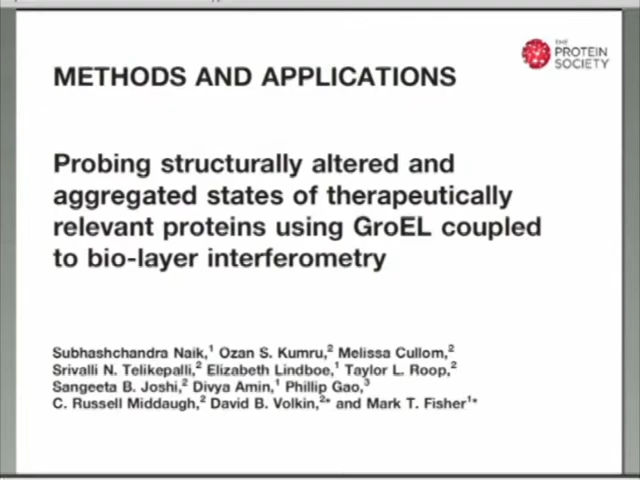 THE
PROTEIN
SOCIETY
METHODS AND APPLICATIONS
Probing structurally altered and
aggregated states of therapeutically
relevant proteins using GroEL coupled
to bio-layer interferometry
Subhashchandra Naik,¹ Ozan S. Kumru,² Melissa Cullom,²
Srivalli N. Telikepalli,² Elizabeth Lindboe,¹ Taylor L. Roop,²
Sangeeta B. Joshi,² Divya Amin,¹ Phillip Gao,³
C. Russell Middaugh,² David B. Volkin,²* and Mark T. Fisher¹*